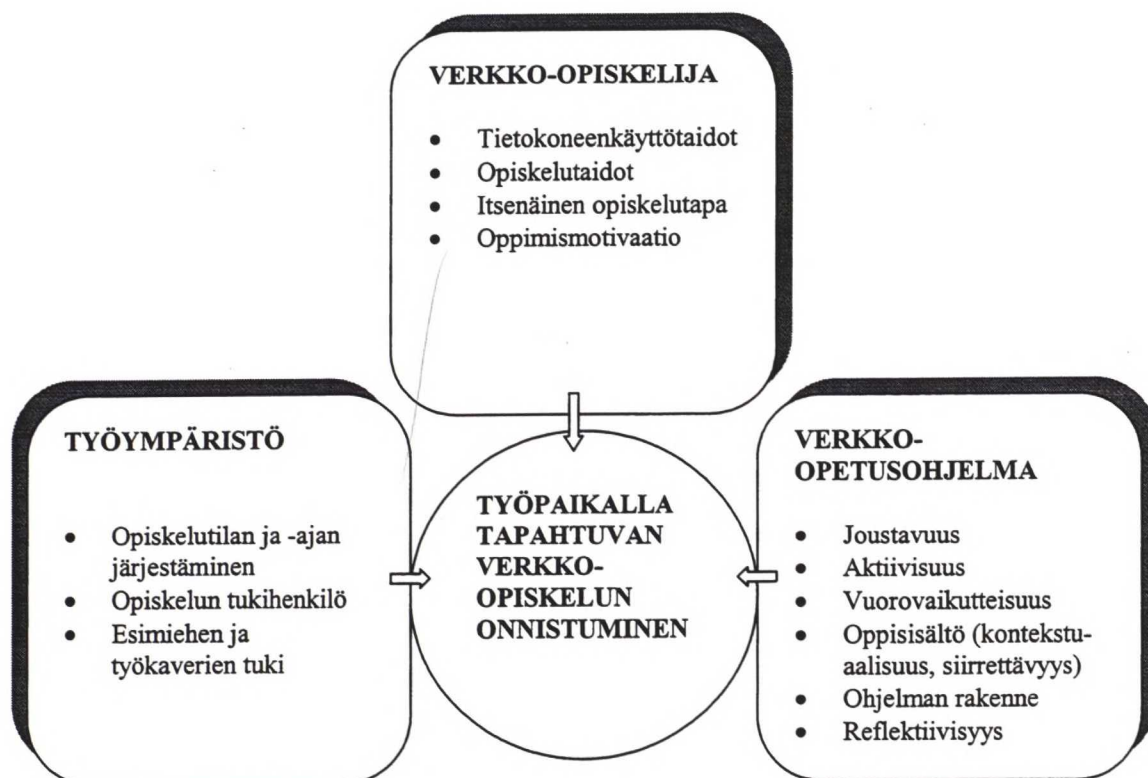 VERKKO-OPISKELIJA
• Tietokoneenkäyttötaidot
• Opiskelutaidot
• Itsenäinen opiskelutapa
• Oppimismotivaatio
TYÖYMPÄRISTÖ
• Opiskelutilan ja -ajan
järjestäminen
• Opiskelun tukihenkilö
• Esimiehen ja
työkaverien tuki
TYÖPAIKALLA
TAPAHTUVAN
VERKKO-
OPISKELUN
ONNISTUMINEN
VERKKO-
OPETUSOHJELMA
• Joustavuus
• Aktiivisuus
• Vuorovaikutteisuus
• Oppisisältö (kontekstu-
aalisuus, siirrettävyys)
• Ohjelman rakenne
• Reflektiivisyys